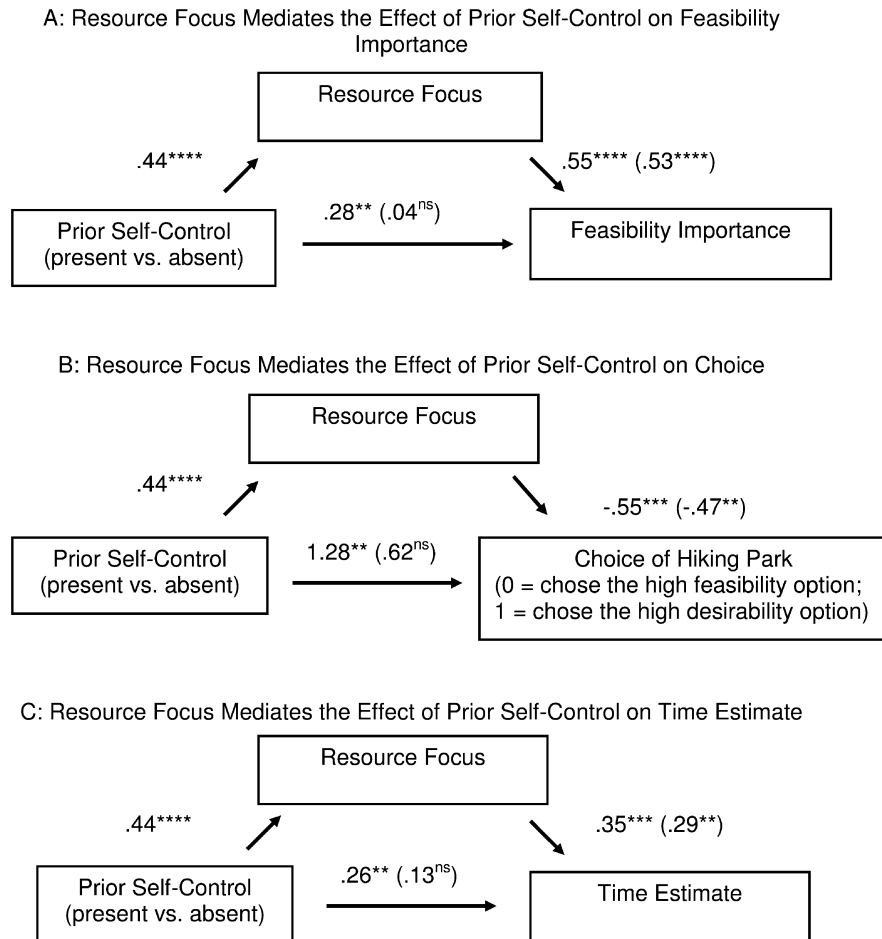 A: Resource Focus Mediates the Effect of Prior Self-Control on Feasibility
Importance
Resource Focus
.44****
.55**** (.53****)
.28** (.04ns)
Prior Self-Control
(present vs. absent)
Feasibility Importance
B: Resource Focus Mediates the Effect of Prior Self-Control on Choice
Resource Focus
.44****
-.55*** (-.47**)
1.28** (.62ns)
Prior Self-Control
(present vs. absent)
Choice of Hiking Park
(0 = chose the high feasibility option;
1 = chose the high desirability option)
C: Resource Focus Mediates the Effect of Prior Self-Control on Time Estimate
Resource Focus
.44****
.35*** (.29**)
.26** (.13ns)
Prior Self-Control
(present vs. absent)
Time Estimate